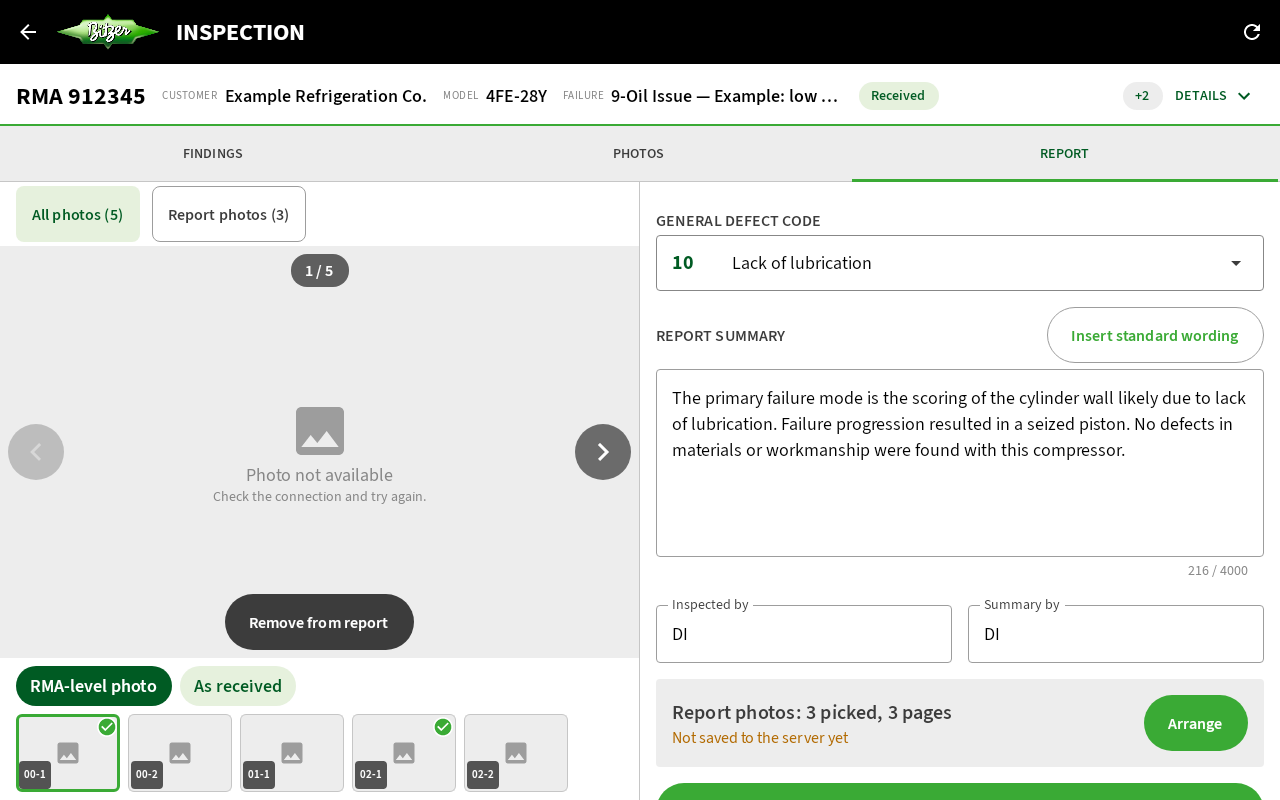 Bitzer
INSPECTION
RMA 912345 CUSTOMER Example Refrigeration Co. MODEL 4FE-28Y FAILURE 9-Oil Issue — Example: low ... Received +2 DETAILS
FINDINGS PHOTOS REPORT
All photos (5) Report photos (3)
1 / 5
Photo not available
Check the connection and try again.
Remove from report
RMA-level photo As received
00-1 00-2 01-1 02-1 02-2
GENERAL DEFECT CODE
10 Lack of lubrication
REPORT SUMMARY Insert standard wording
The primary failure mode is the scoring of the cylinder wall likely due to lack
of lubrication. Failure progression resulted in a seized piston. No defects in
materials or workmanship were found with this compressor.
216 / 4000
Inspected by Summary by
DI DI
Report photos: 3 picked, 3 pages
Not saved to the server yet
Arrange